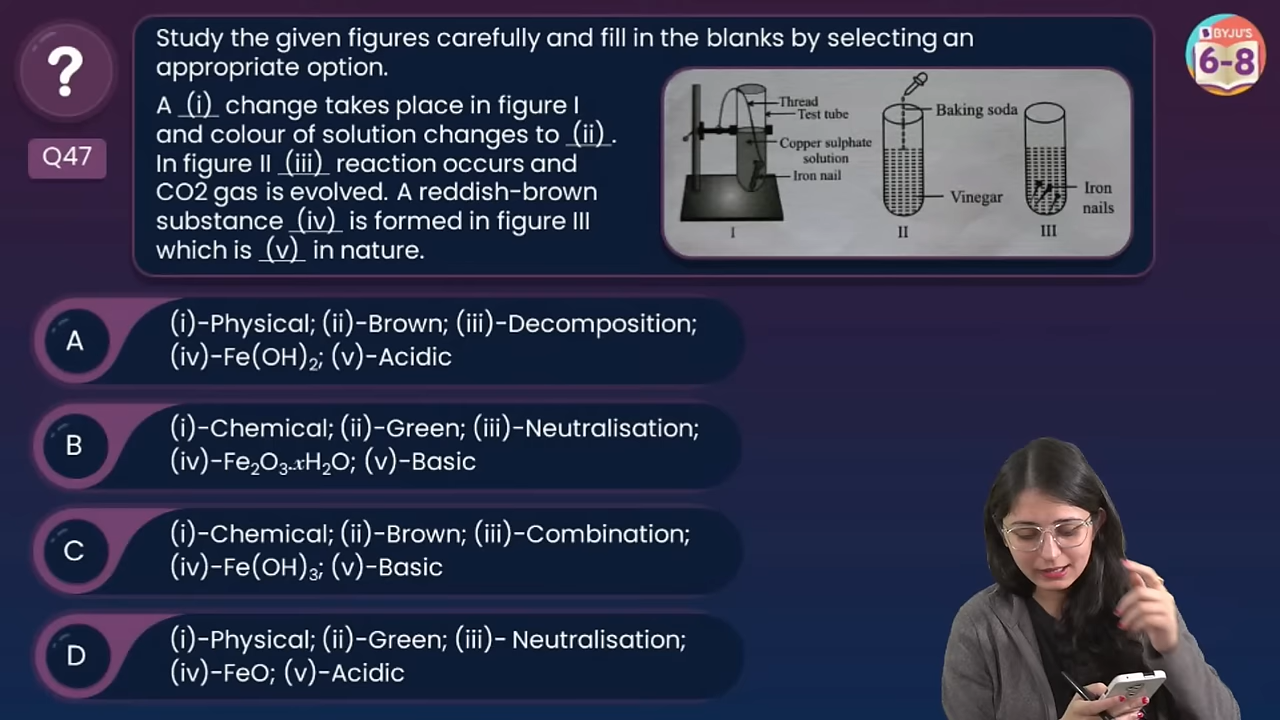 ?
Q47
Study the given figures carefully and fill in the blanks by selecting an
appropriate option.
A (i) change takes place in figure I
and colour of solution changes to (ii).
In figure II (iii) reaction occurs and
CO2 gas is evolved. A reddish-brown
substance (iv) is formed in figure III
which is (v) in nature.
Thread
Test tube
Copper sulphate
solution
Iron nail
I
Baking soda
Vinegar
II
Iron
nails
III
BYJU'S
6-8
A
(i)-Physical; (ii)-Brown; (iii)-Decomposition;
(iv)-Fe(OH)₂; (v)-Acidic
B
(i)-Chemical; (ii)-Green; (iii)-Neutralisation;
(iv)-Fe₂O₃.xH₂O; (v)-Basic
C
(i)-Chemical; (ii)-Brown; (iii)-Combination;
(iv)-Fe(OH)₃; (v)-Basic
D
(i)-Physical; (ii)-Green; (iii)- Neutralisation;
(iv)-FeO; (v)-Acidic